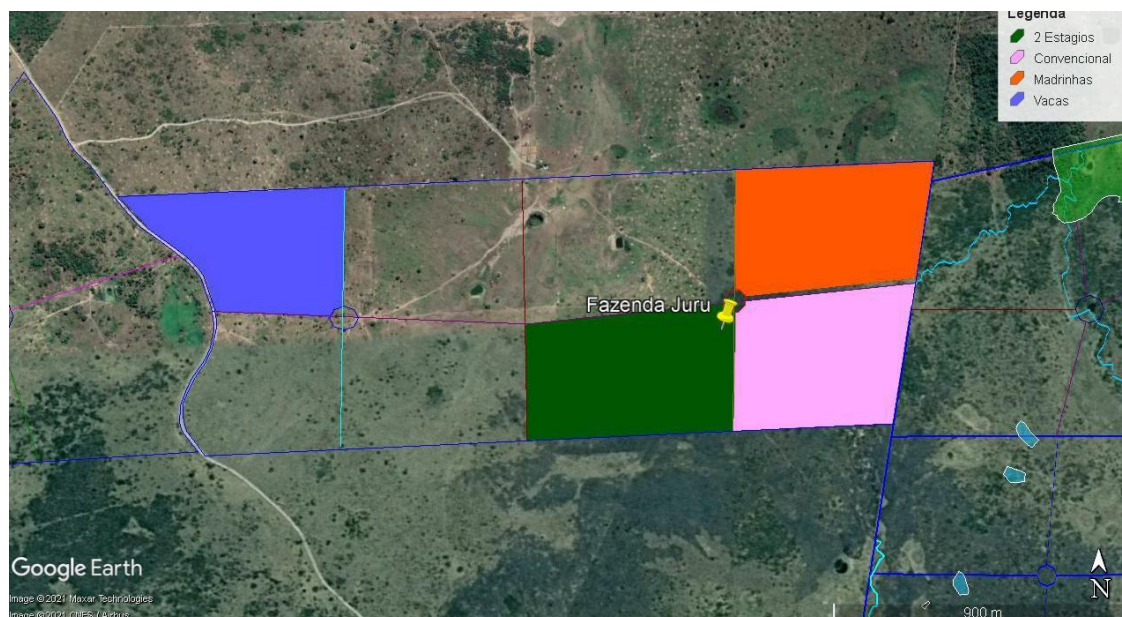 Legenda
2 Estagios
Convencional
Madrinhas
Vacas
Fazenda Juru
Google Earth
Image © 2021 Maxar Technologies
Image © 2021 CNES / Airbus
900 m
N